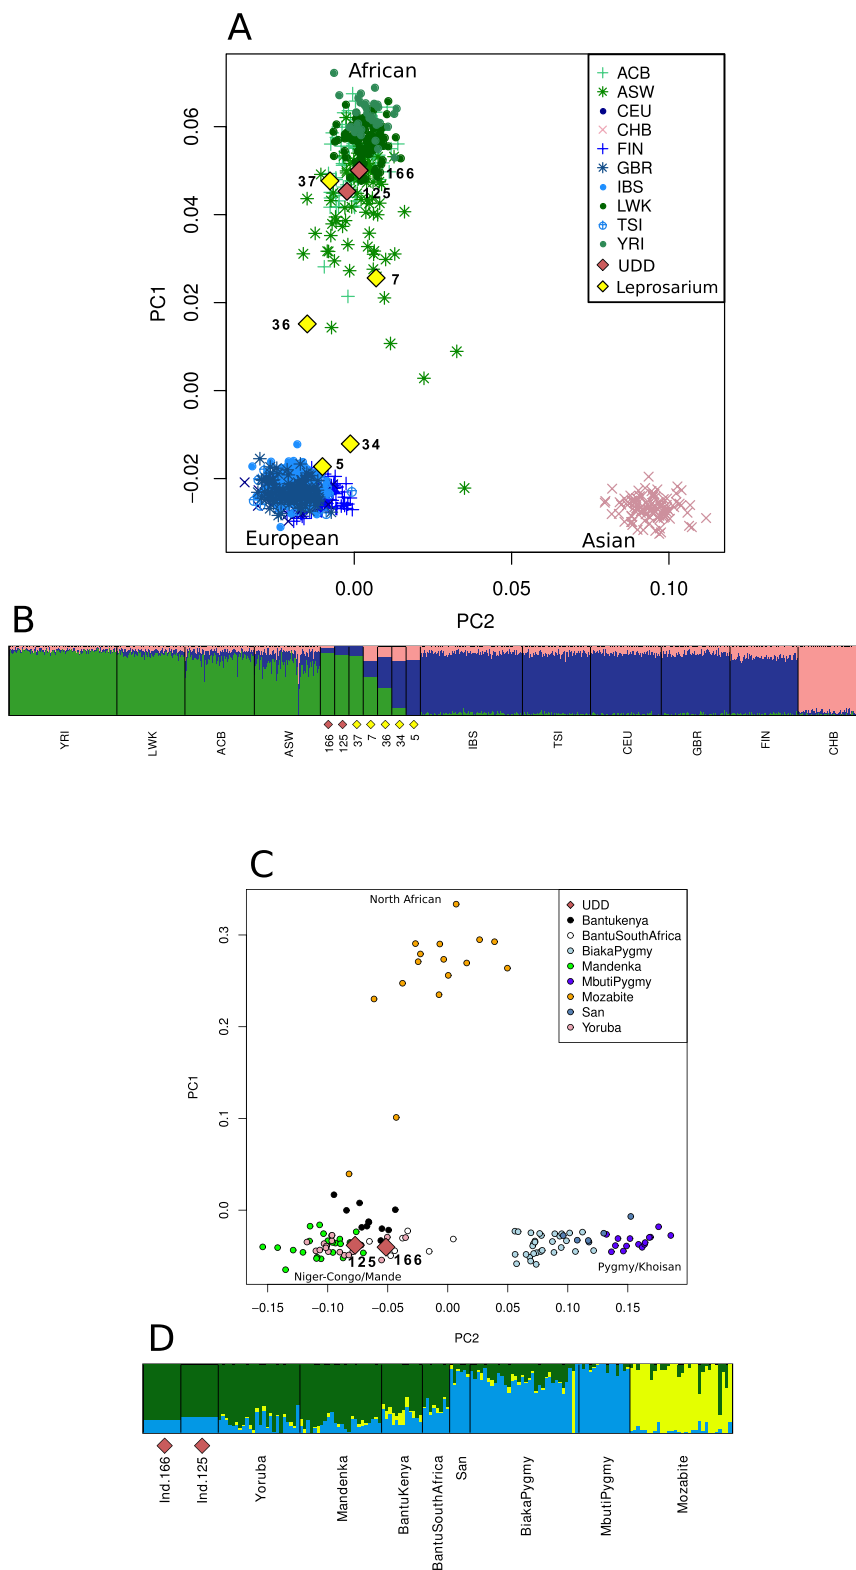 A
African
ACB
ASW
CEU
CHB
FIN
GBR
IBS
LWK
TSI
YRI
UDD
Leprosarium
37
166
125
7
36
34
5
European
Asian
PC1
0.06
0.04
0.02
0.00
−0.02
0.00
0.05
0.10
PC2
B
YRI
LWK
ACB
ASW
166
125
37
7
36
34
5
IBS
TSI
CEU
GBR
FIN
CHB
C
North African
UDD
Bantukenya
BantuSouthAfrica
BiakaPygmy
Mandenka
MbutiPygmy
Mozabite
San
Yoruba
PC1
0.3
0.2
0.1
0.0
125
166
Niger-Congo/Mande
Pygmy/Khoisan
−0.15
−0.10
−0.05
0.00
0.05
0.10
0.15
PC2
D
Ind.166
Ind.125
Yoruba
Mandenka
BantuKenya
BantuSouthAfrica
San
BiakaPygmy
MbutiPygmy
Mozabite